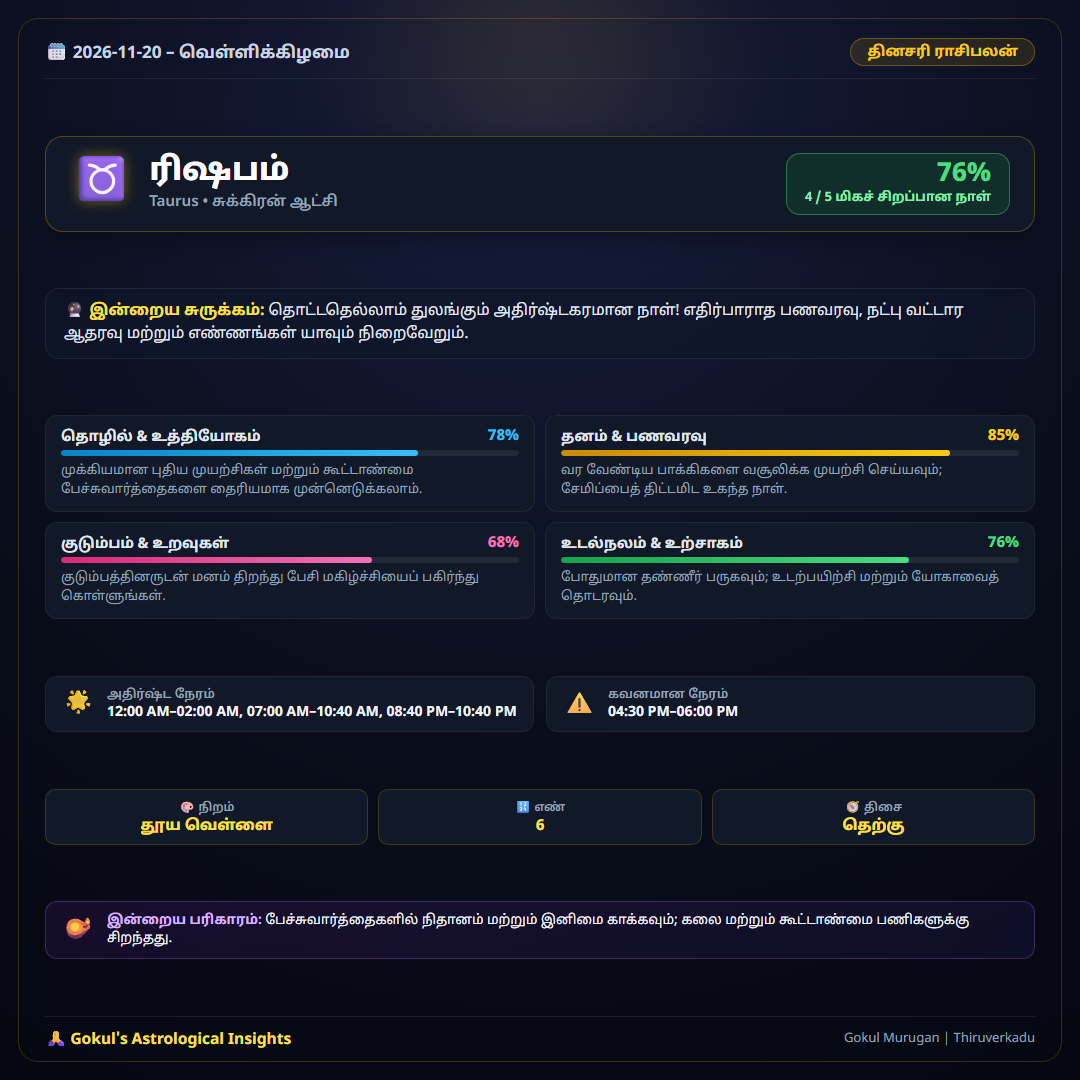 2026-11-20 – வெள்ளிக்கிழமை
தினசரி ராசிபலன்
ரிஷபம்
Taurus • சுக்கிரன் ஆட்சி
76%
4 / 5 மிகச் சிறப்பான நாள்
இன்றைய சுருக்கம்: தொட்டதெல்லாம் துலங்கும் அதிர்ஷ்டகரமான நாள்! எதிர்பாராத பணவரவு, நட்பு வட்டார
ஆதரவு மற்றும் எண்ணங்கள் யாவும் நிறைவேறும்.
தொழில் & உத்தியோகம் 78%
முக்கியமான புதிய முயற்சிகள் மற்றும் கூட்டாண்மை
பேச்சுவார்த்தைகளை தைரியமாக முன்னெடுக்கலாம்.
தனம் & பணவரவு 85%
வர வேண்டிய பாக்கிகளை வசூலிக்க முயற்சி செய்யவும்;
சேமிப்பைத் திட்டமிட உகந்த நாள்.
குடும்பம் & உறவுகள் 68%
குடும்பத்தினருடன் மனம் திறந்து பேசி மகிழ்ச்சியைப் பகிர்ந்து
கொள்ளுங்கள்.
உடல்நலம் & உற்சாகம் 76%
போதுமான தண்ணீர் பருகவும்; உடற்பயிற்சி மற்றும் யோகாவைத்
தொடரவும்.
அதிர்ஷ்ட நேரம்
12:00 AM–02:00 AM, 07:00 AM–10:40 AM, 08:40 PM–10:40 PM
கவனமான நேரம்
04:30 PM–06:00 PM
நிறம்
தூய வெள்ளை
எண்
6
திசை
தெற்கு
இன்றைய பரிகாரம்: பேச்சுவார்த்தைகளில் நிதானம் மற்றும் இனிமை காக்கவும்; கலை மற்றும் கூட்டாண்மை பணிகளுக்கு
சிறந்தது.
Gokul's Astrological Insights
Gokul Murugan | Thiruverkadu